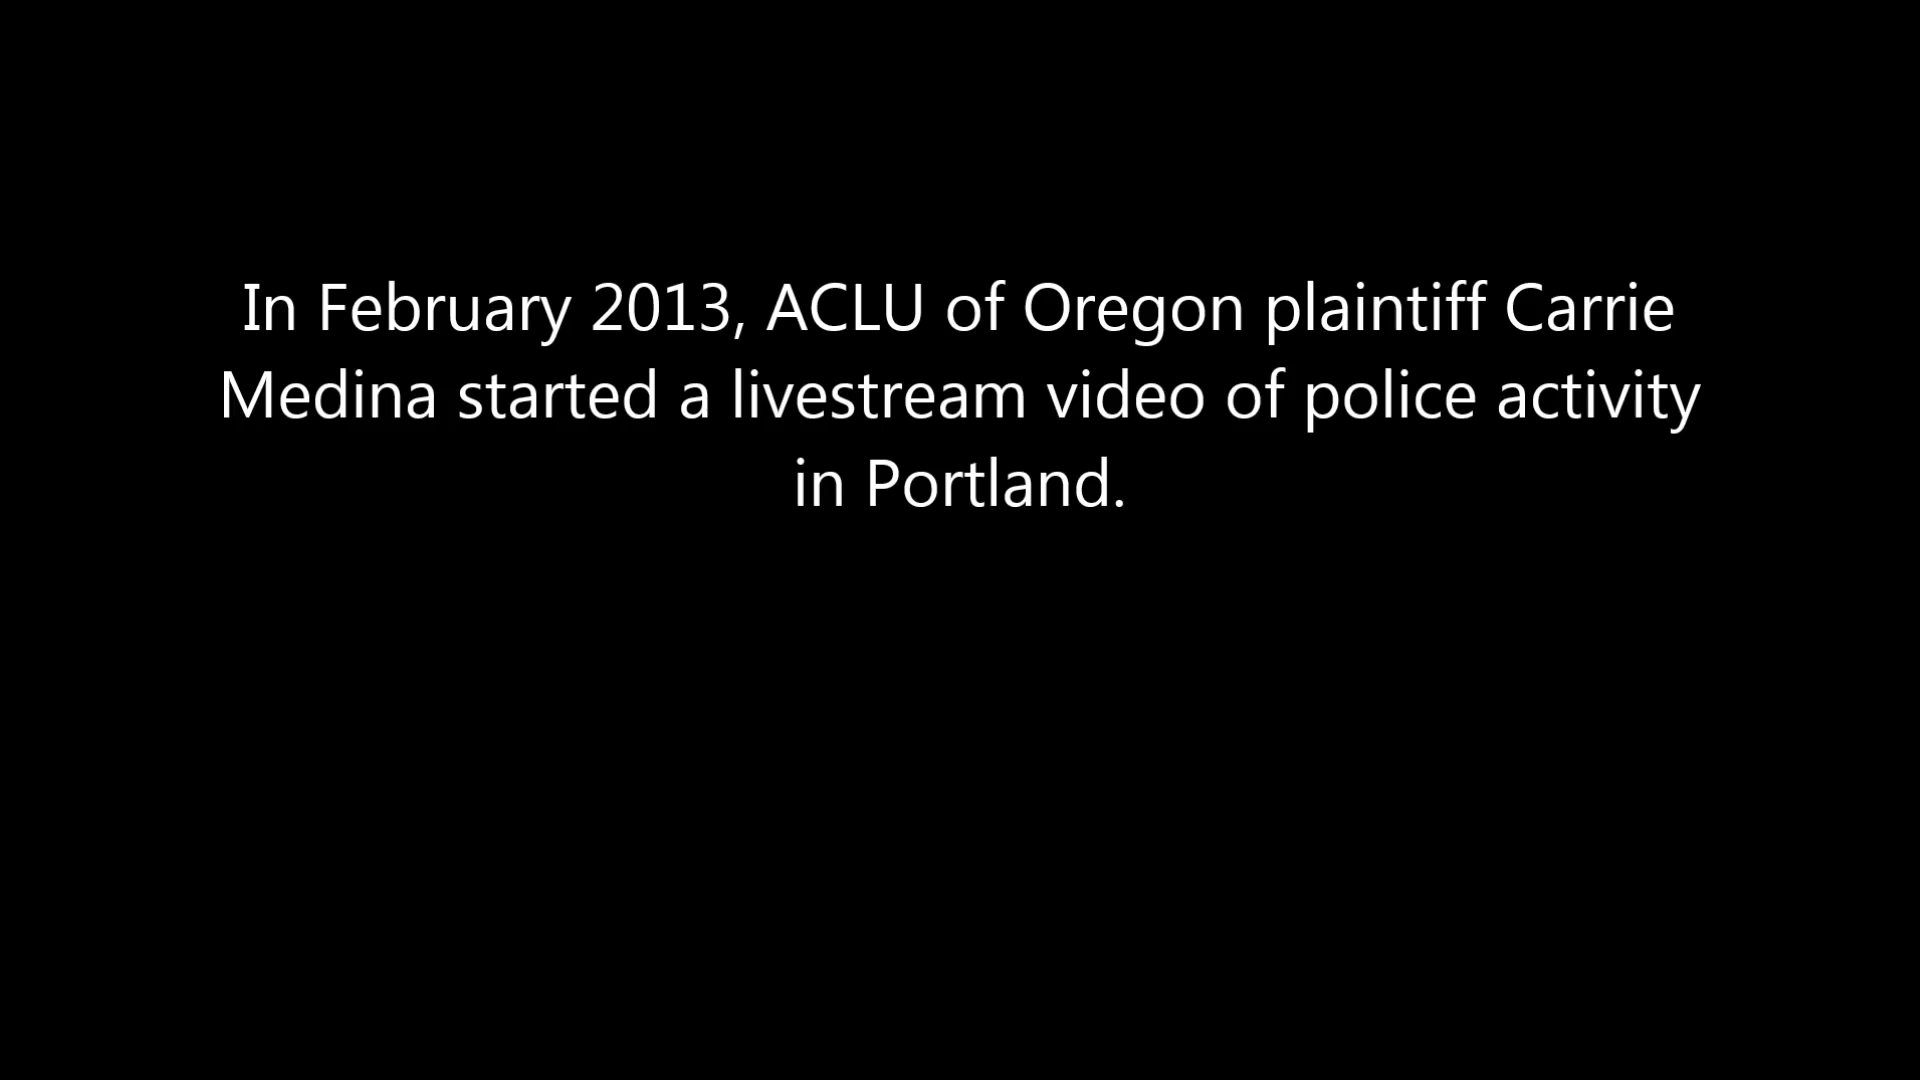 In February 2013, ACLU of Oregon plaintiff Carrie
Medina started a livestream video of police activity
in Portland.